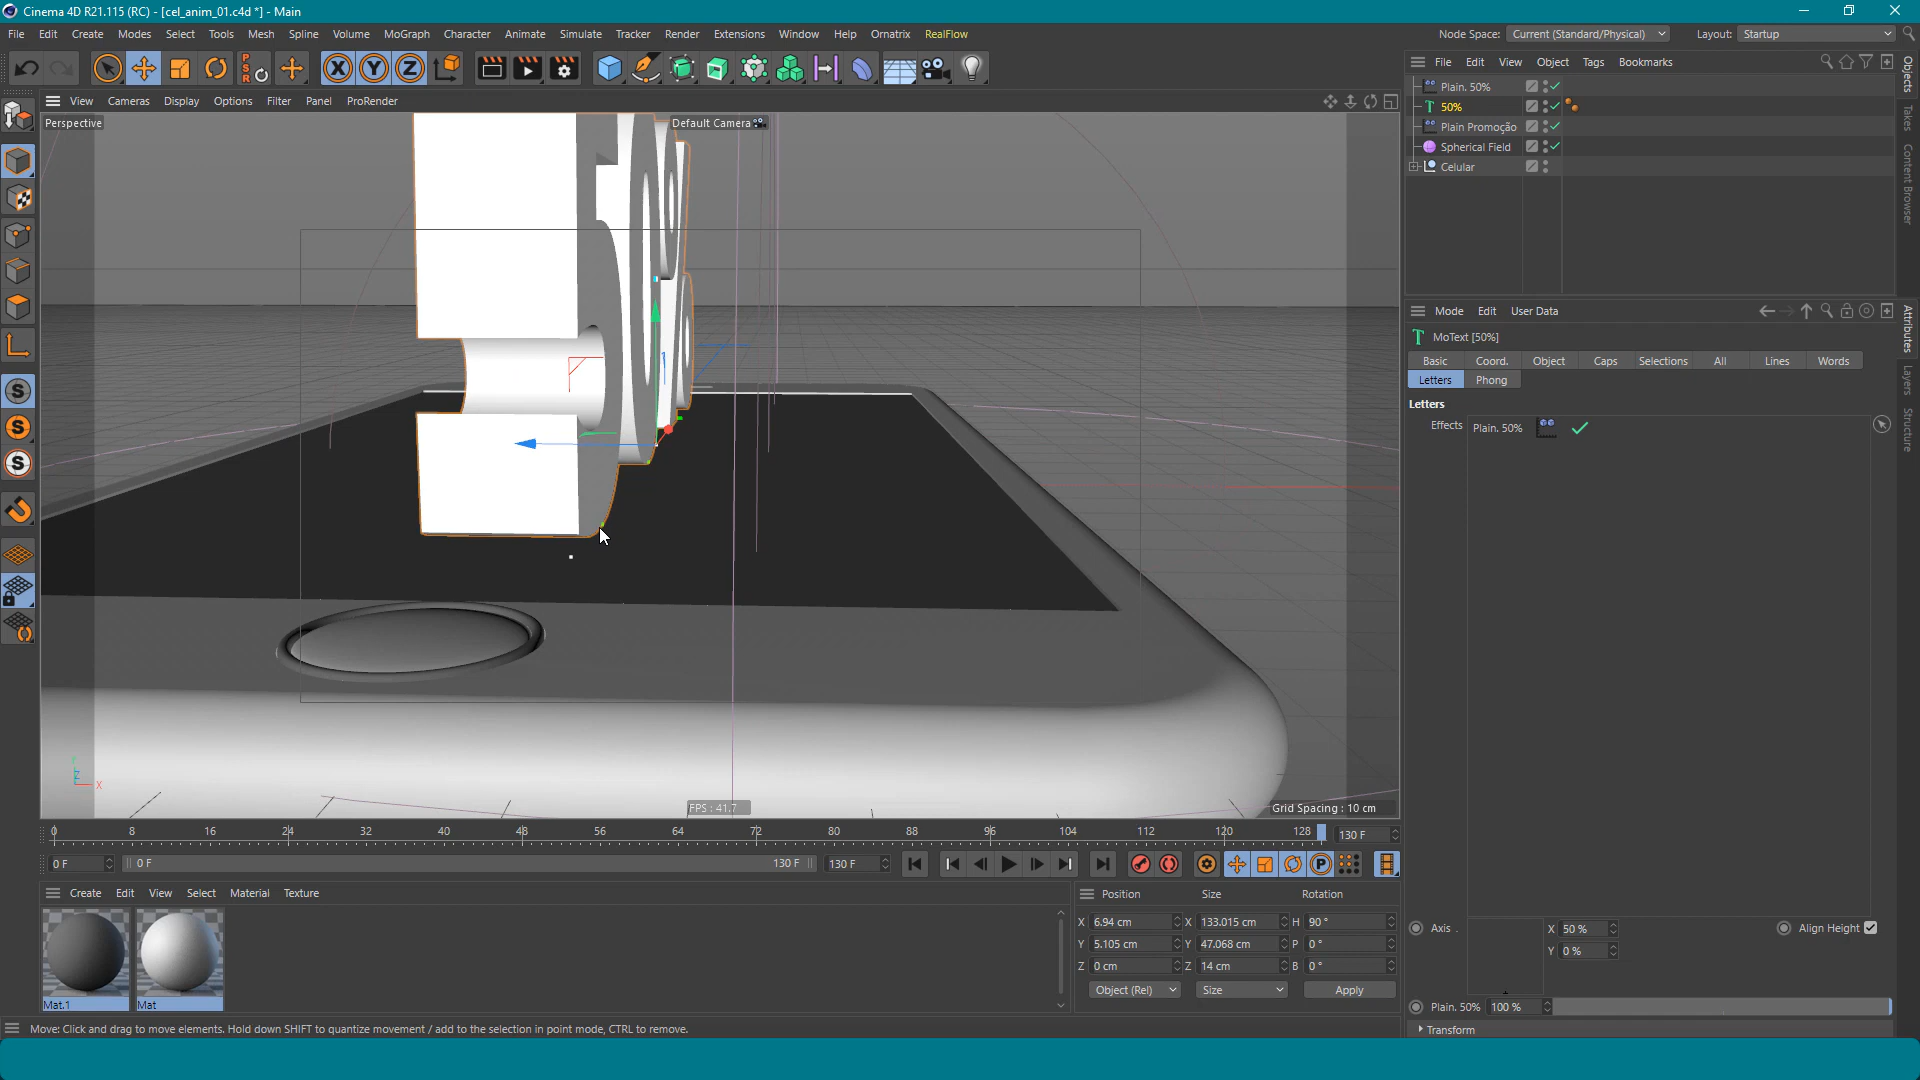 Cinema 4D R21.115 (RC) - [cel_anim_01.c4d *] - Main
File Edit Create Modes Select Tools Mesh Spline Volume MoGraph Character Animate Simulate Tracker Render Extensions Window Help Ornatrix RealFlow
Node Space: Current (Standard/Physical) Layout: Startup
View Cameras Display Options Filter Panel ProRender
Perspective
Default Camera
FPS : 41.7
Grid Spacing : 10 cm
0 8 16 24 32 40 48 56 64 72 80 88 96 104 112 120 128 130 F
0 F 0 F 130 F 130 F
Create Edit View Select Material Texture
Mat.1 Mat
Position Size Rotation
X 6.94 cm X 133.015 cm H 90 °
Y 5.105 cm Y 47.068 cm P 0 °
Z 0 cm Z 14 cm B 0 °
Object (Rel) Size Apply
Move: Click and drag to move elements. Hold down SHIFT to quantize movement / add to the selection in point mode, CTRL to remove.
File Edit View Object Tags Bookmarks
Plain. 50%
50%
Plain Promoção
Spherical Field
Celular
Objects
Takes
Content Browser
Mode Edit User Data
MoText [50%]
Basic Coord. Object Caps Selections All Lines Words
Letters Phong
Letters
Effects Plain. 50%
Axis . X 50 % Align Height
Y 0 %
Plain. 50% 100 %
Transform
Attributes
Layers
Structure
X Y Z
PSR
S
S
S
P
X
Y
Z